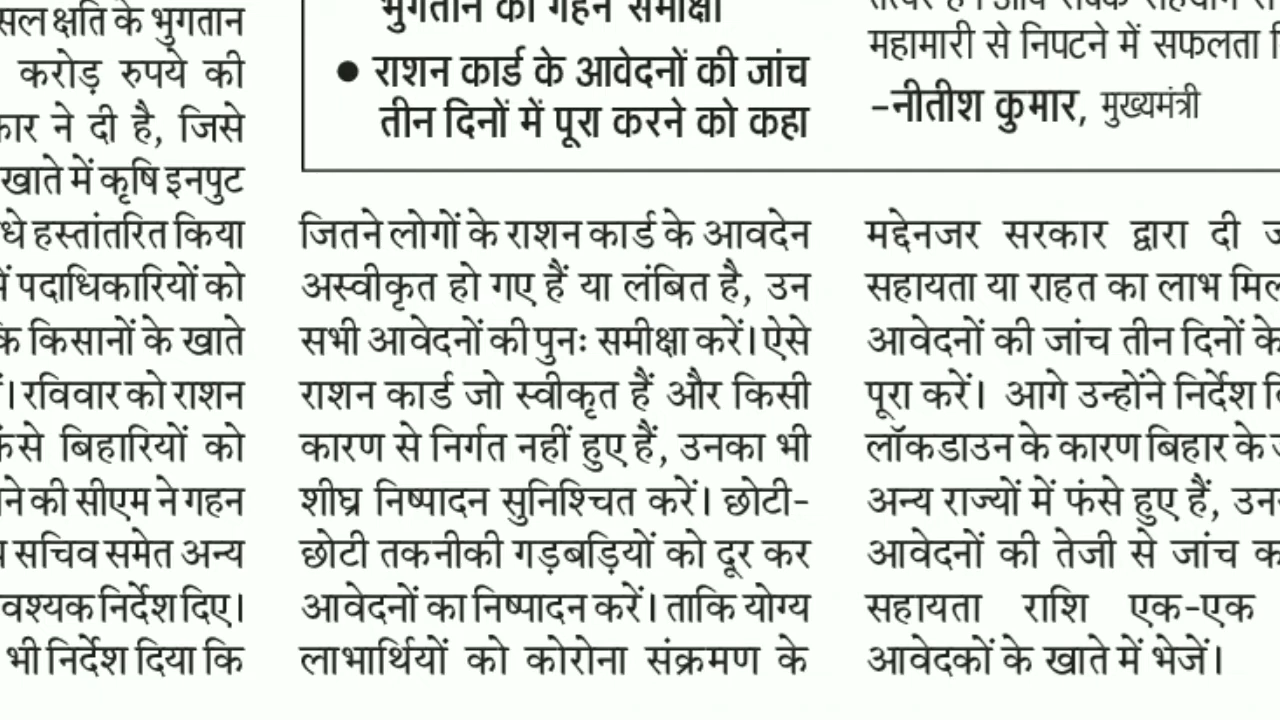 सल क्षति के भुगतान
करोड़ रुपये की
ने दी है, जिसे
खाते में कृषि इनपुट
हस्तांतरित किया
पदाधिकारियों को
किसानों के खाते
। रविवार को राशन
बिहारियों को
की सीएम ने गहन
सचिव समेत अन्य
निर्देश दिए।
भी निर्देश दिया कि
भुगतान की गहन समीक्षा
● राशन कार्ड के आवेदनों की जांच
तीन दिनों में पूरा करने को कहा
जितने लोगों के राशन कार्ड के आवदेन
अस्वीकृत हो गए हैं या लंबित है, उन
सभी आवेदनों की पुनः समीक्षा करें। ऐसे
राशन कार्ड जो स्वीकृत हैं और किसी
कारण से निर्गत नहीं हुए हैं, उनका भी
शीघ्र निष्पादन सुनिश्चित करें। छोटी-
छोटी तकनीकी गड़बड़ियों को दूर कर
आवेदनों का निष्पादन करें। ताकि योग्य
लाभार्थियों को कोरोना संक्रमण के
महामारी से निपटने में सफलता
-नीतीश कुमार, मुख्यमंत्री
मद्देनजर सरकार द्वारा दी
सहायता या राहत का लाभ
आवेदनों की जांच तीन दिनों के
पूरा करें। आगे उन्होंने निर्देश
लॉकडाउन के कारण बिहार के
अन्य राज्यों में फंसे हुए हैं,
आवेदनों की तेजी से जांच
सहायता राशि एक-एक
आवेदकों के खाते में भेजें।